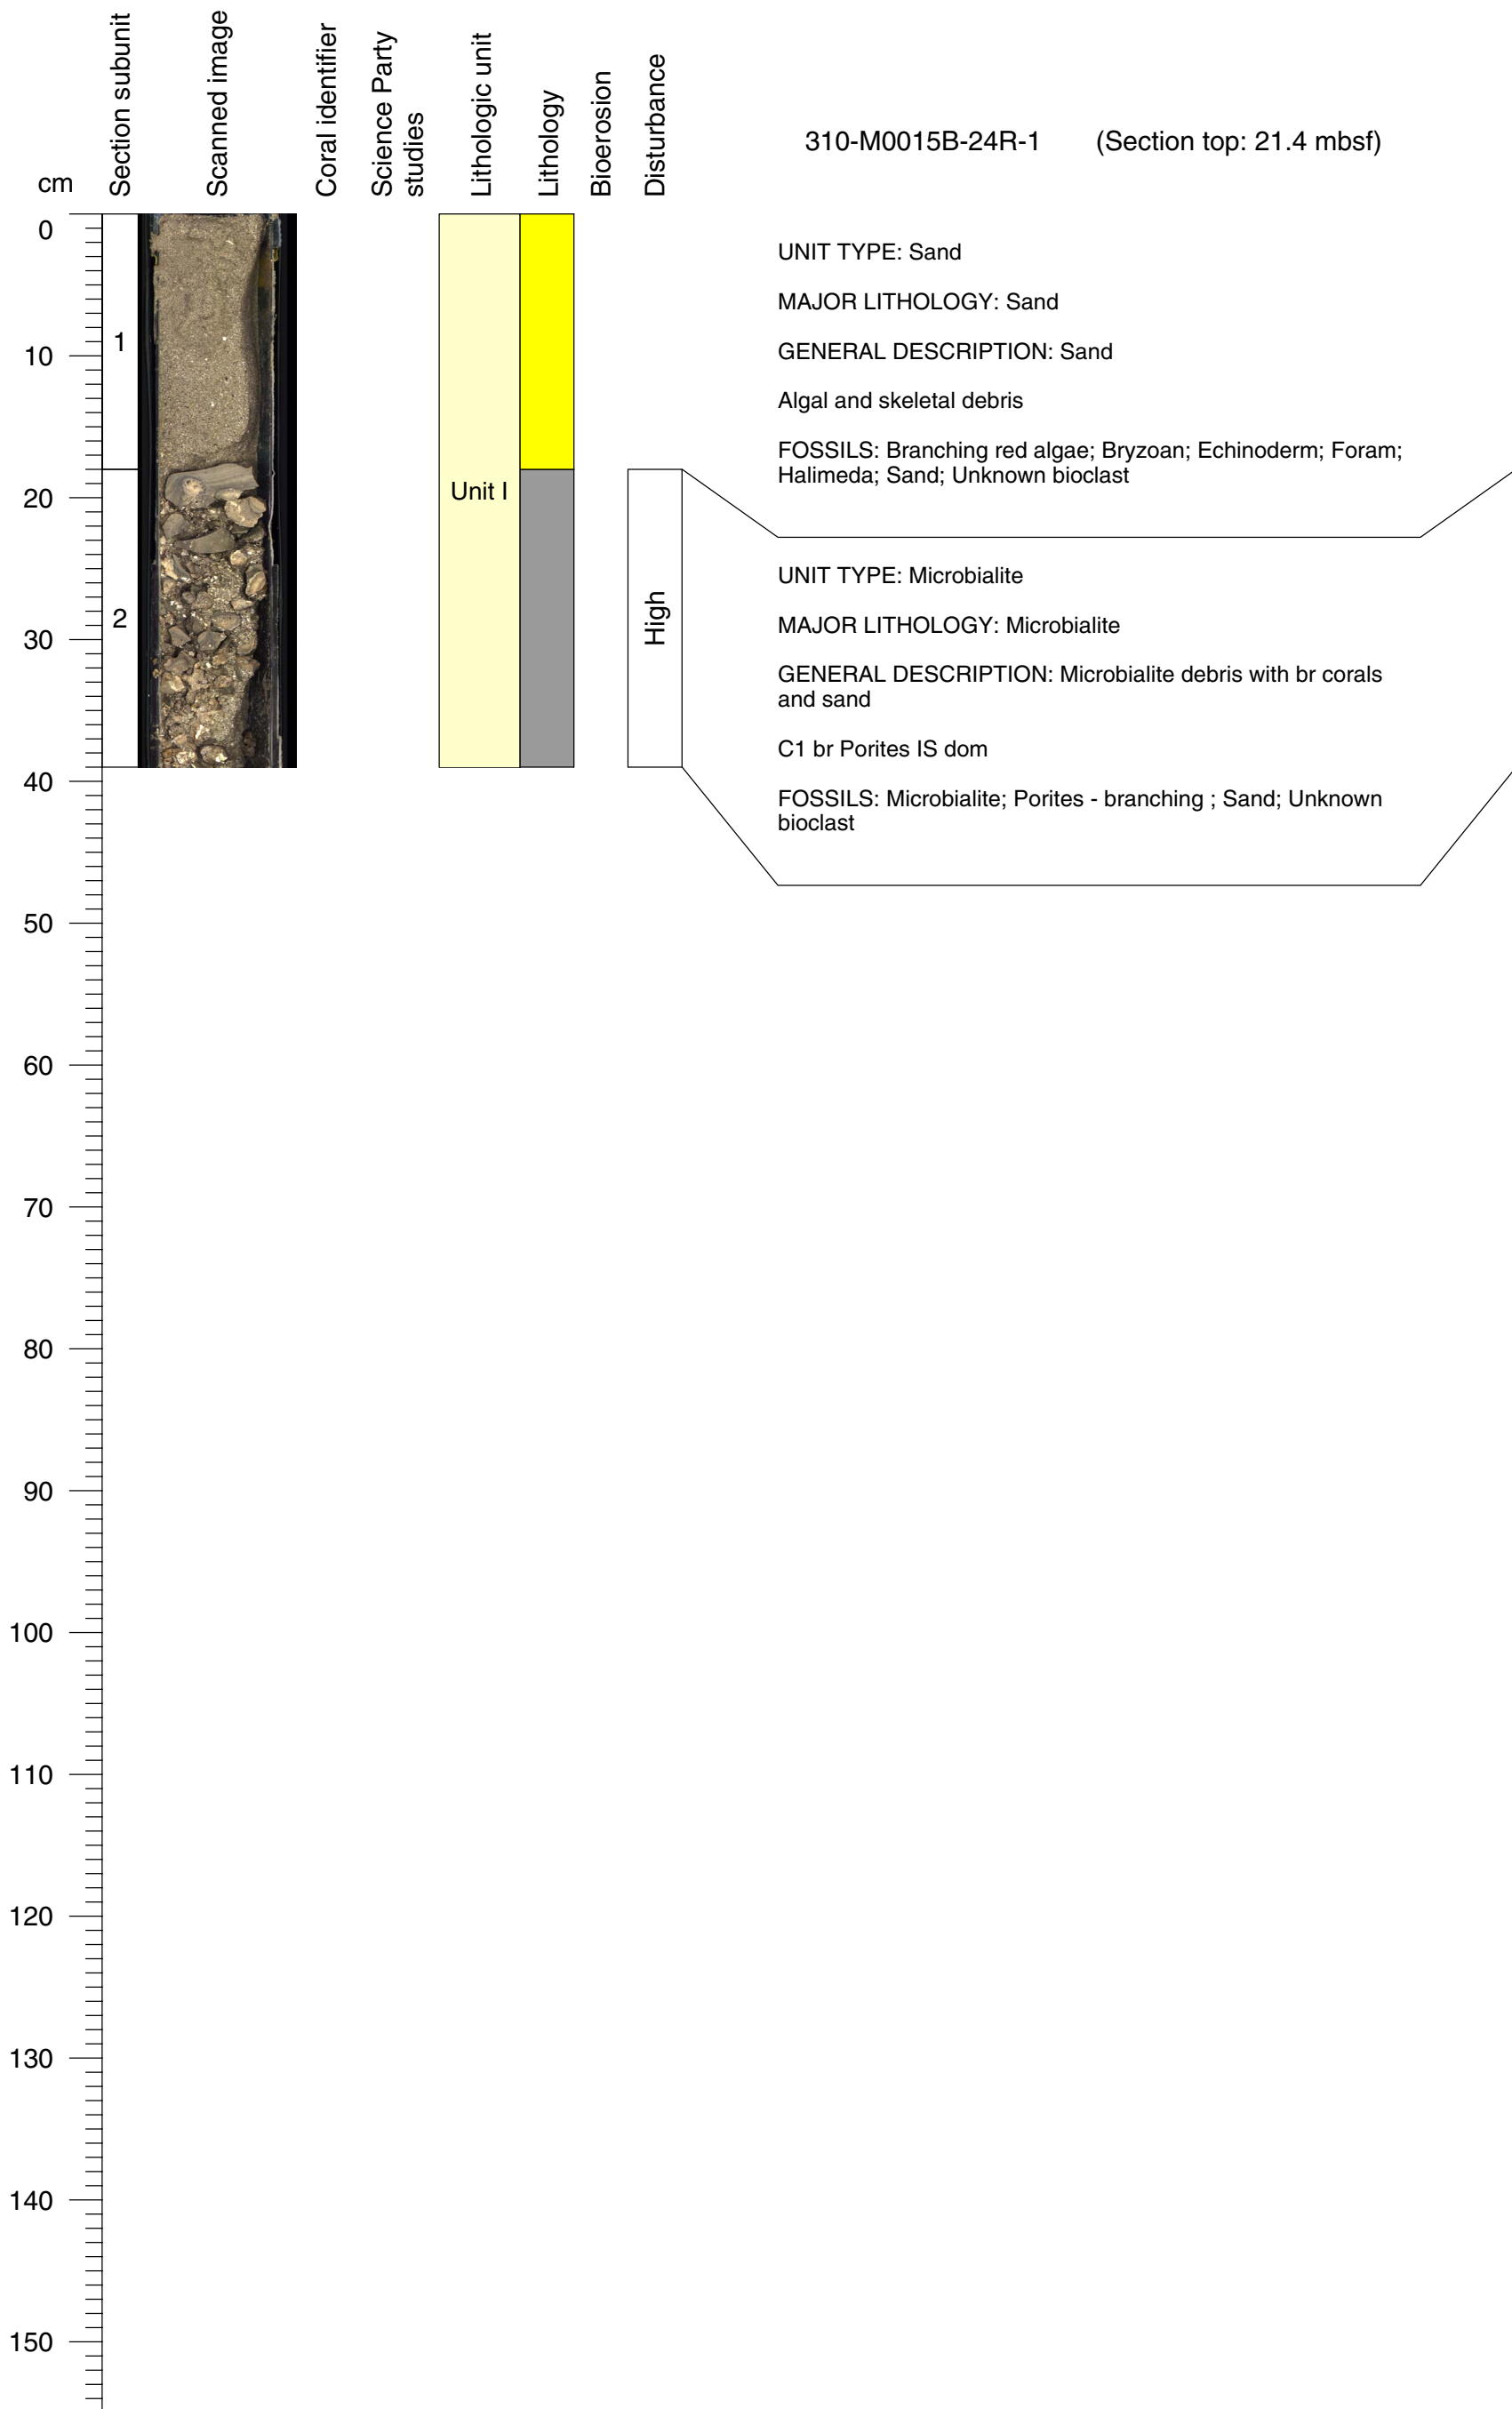 310-M0015B-24R-1 (Section top: 21.4 mbsf)
cm
Section subunit
Scanned image
Coral identifier
Science Party
studies
Lithologic unit
Lithology
Bioerosion
Disturbance
0
10
20
30
40
50
60
70
80
90
100
110
120
130
140
150
1
2
Unit I
High
UNIT TYPE: Sand
MAJOR LITHOLOGY: Sand
GENERAL DESCRIPTION: Sand
Algal and skeletal debris
FOSSILS: Branching red algae; Bryzoan; Echinoderm; Foram;
Halimeda; Sand; Unknown bioclast
UNIT TYPE: Microbialite
MAJOR LITHOLOGY: Microbialite
GENERAL DESCRIPTION: Microbialite debris with br corals
and sand
C1 br Porites IS dom
FOSSILS: Microbialite; Porites - branching ; Sand; Unknown
bioclast